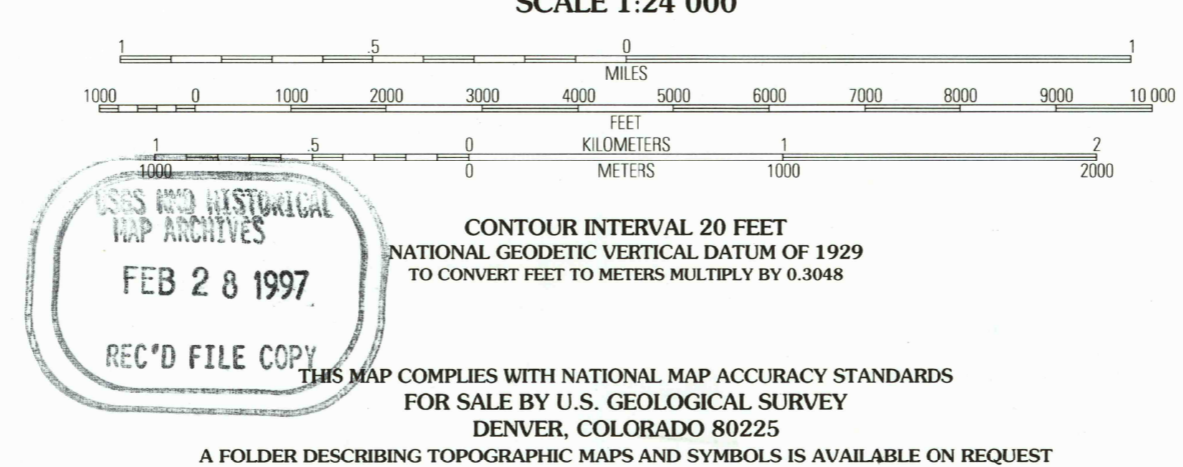 SCALE 1:24 000
1 .5 0 1
MILES
1000 0 1000 2000 3000 4000 5000 6000 7000 8000 9000 10 000
FEET
1 .5 0 KILOMETERS 1 2
1000 0 METERS 1000 2000
USGS NMD HISTORICAL
MAP ARCHIVES
FEB 28 1997
REC'D FILE COPY
CONTOUR INTERVAL 20 FEET
NATIONAL GEODETIC VERTICAL DATUM OF 1929
TO CONVERT FEET TO METERS MULTIPLY BY 0.3048
THIS MAP COMPLIES WITH NATIONAL MAP ACCURACY STANDARDS
FOR SALE BY U.S. GEOLOGICAL SURVEY
DENVER, COLORADO 80225
A FOLDER DESCRIBING TOPOGRAPHIC MAPS AND SYMBOLS IS AVAILABLE ON REQUEST